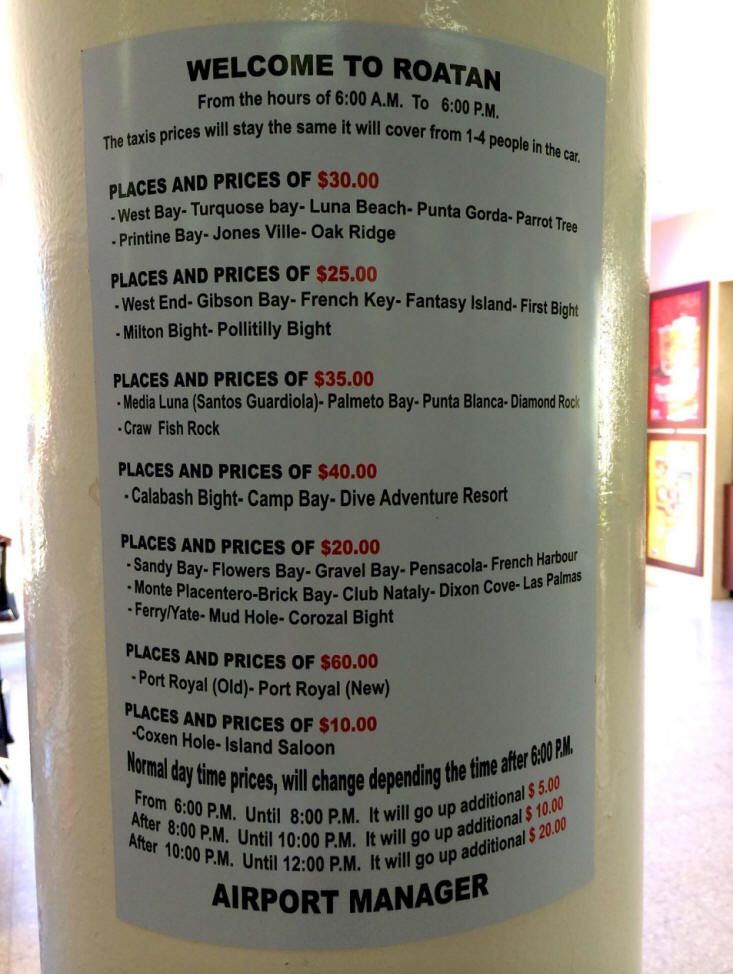 WELCOME TO ROATAN
From the hours of 6:00 A.M. To 6:00 P.M.
The taxis prices will stay the same it will cover from 1-4 people in the car.
PLACES AND PRICES OF $30.00
- West Bay- Turquose bay- Luna Beach- Punta Gorda- Parrot Tree
- Printine Bay- Jones Ville- Oak Ridge
PLACES AND PRICES OF $25.00
- West End- Gibson Bay- French Key- Fantasy Island- First Bight
- Milton Bight- Pollitilly Bight
PLACES AND PRICES OF $35.00
- Media Luna (Santos Guardiola)- Palmeto Bay- Punta Blanca- Diamond Rock
- Craw Fish Rock
PLACES AND PRICES OF $40.00
- Calabash Bight- Camp Bay- Dive Adventure Resort
PLACES AND PRICES OF $20.00
- Sandy Bay- Flowers Bay- Gravel Bay- Pensacola- French Harbour
- Monte Placentero-Brick Bay- Club Nataly- Dixon Cove- Las Palmas
- Ferry/Yate- Mud Hole- Corozal Bight
PLACES AND PRICES OF $60.00
- Port Royal (Old)- Port Royal (New)
PLACES AND PRICES OF $10.00
-Coxen Hole- Island Saloon
Normal day time prices, will change depending the time after 6:00 P.M.
From 6:00 P.M. Until 8:00 P.M. It will go up additional $ 5.00
After 8:00 P.M. Until 10:00 P.M. It will go up additional $ 10.00
After 10:00 P.M. Until 12:00 P.M. It will go up additional $ 20.00
AIRPORT MANAGER